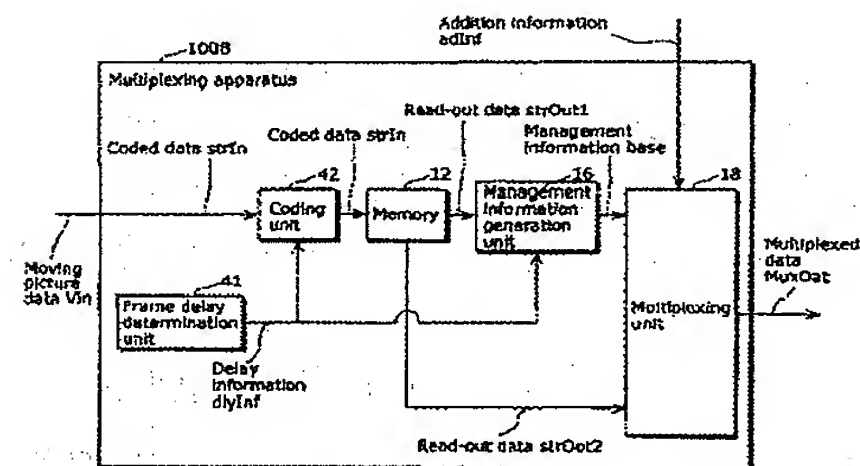 Addition information
adInf
1008
Multiplexing apparatus
Read-out data strOut1
Management
information base
Coded data strIn
Coded data strIn
42
12
16
18
Coding
unit
Memory
Management
information
generation
unit
Moving
picture
data Vin
41
Frame delay
determination
unit
Multiplexing
unit
Multiplexed
data
MuxDat
Delay
information
dlyInf
Read-out data strOut2